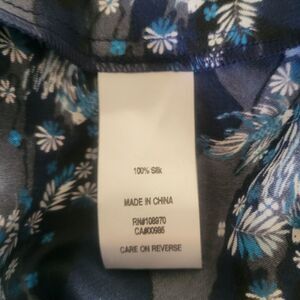 100% Silk
MADE IN CHINA
RN#108970
CA#00986
CARE ON REVERSE